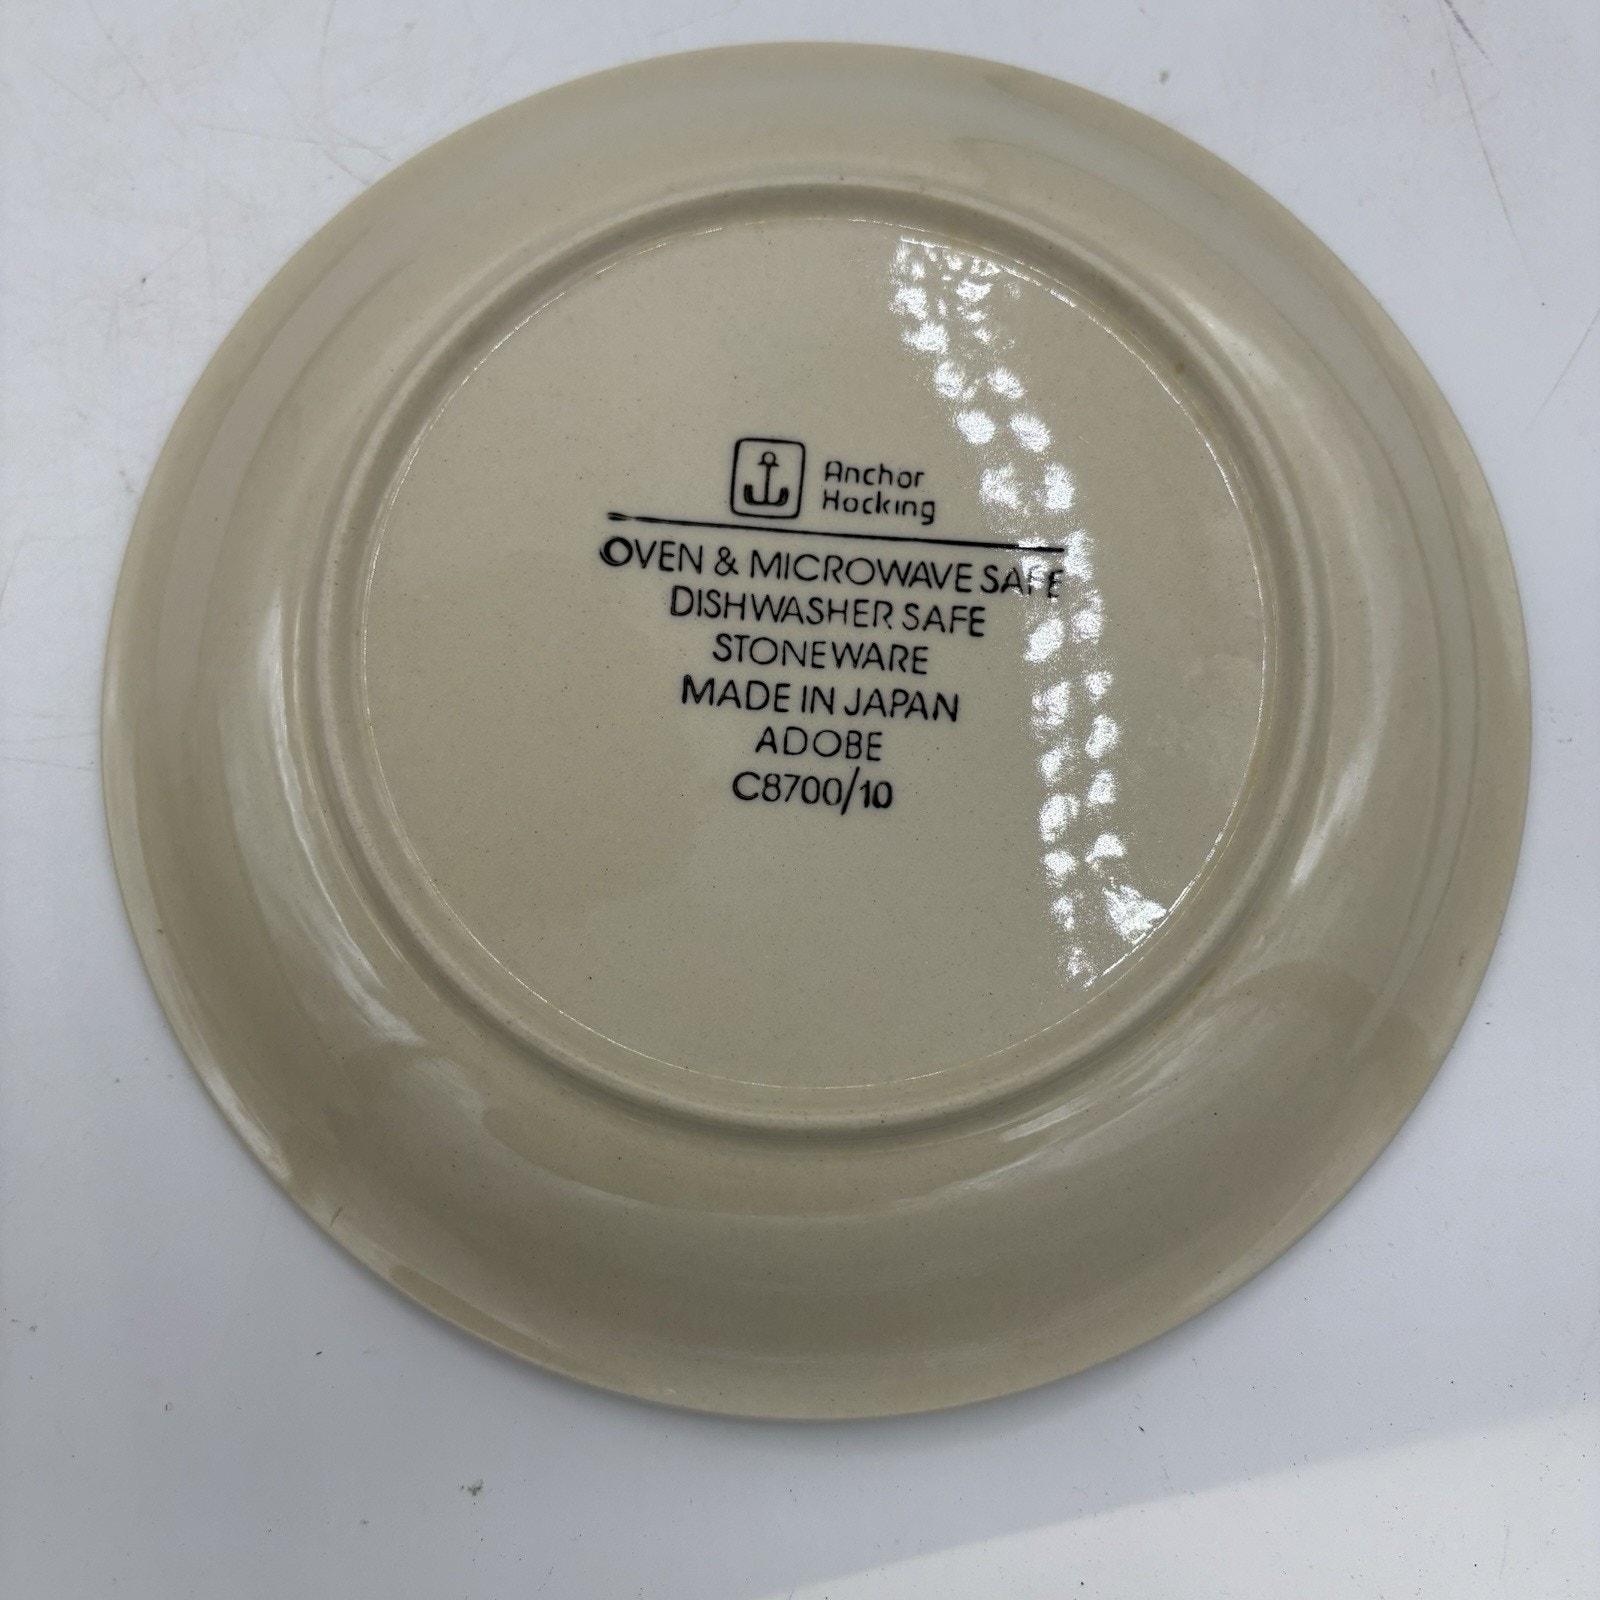 Anchor
Hocking
OVEN & MICROWAVE SAFE
DISHWASHER SAFE
STONEWARE
MADE IN JAPAN
ADOBE
C8700/10